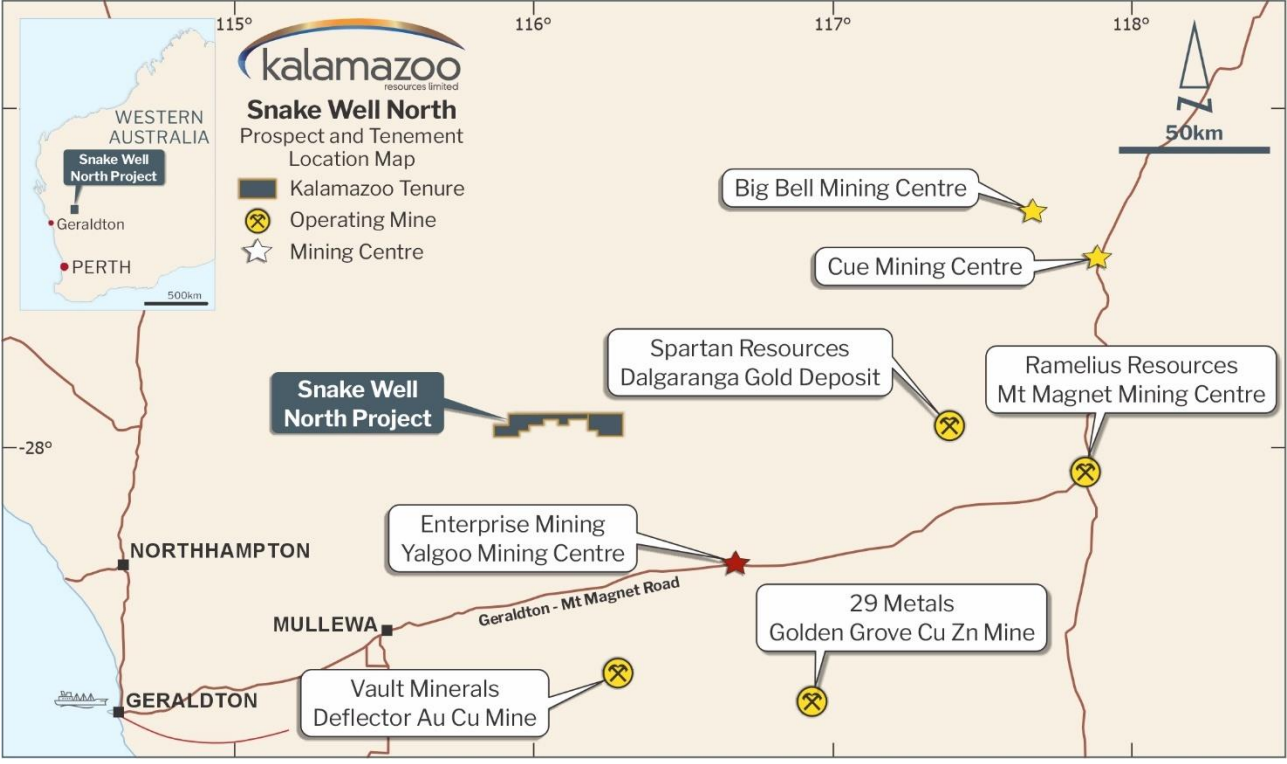 115°
116°
117°
118°
WESTERN
AUSTRALIA
Snake Well
North Project
Geraldton
PERTH
500km
kalamazoo
resources limited
Snake Well North
Prospect and Tenement
Location Map
Kalamazoo Tenure
Operating Mine
Mining Centre
N
50km
Big Bell Mining Centre
Cue Mining Centre
Spartan Resources
Dalgaranga Gold Deposit
Ramelius Resources
Mt Magnet Mining Centre
Snake Well
North Project
-28°
Enterprise Mining
Yalgoo Mining Centre
NORTHHAMPTON
Geraldton - Mt Magnet Road
29 Metals
Golden Grove Cu Zn Mine
MULLEWA
Vault Minerals
Deflector Au Cu Mine
GERALDTON